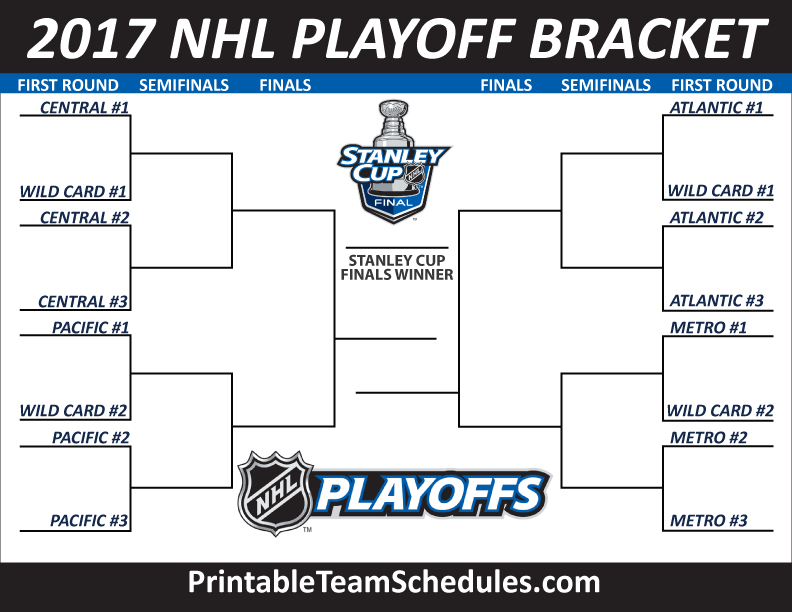 2017 NHL PLAYOFF BRACKET
FIRST ROUND SEMIFINALS FINALS FINALS SEMIFINALS FIRST ROUND
CENTRAL #1
WILD CARD #1
CENTRAL #2
CENTRAL #3
PACIFIC #1
WILD CARD #2
PACIFIC #2
PACIFIC #3
STANLEY
CUP
NHL
FINAL
TM
STANLEY CUP
FINALS WINNER
NHL
PLAYOFFS
TM
ATLANTIC #1
WILD CARD #1
ATLANTIC #2
ATLANTIC #3
METRO #1
WILD CARD #2
METRO #2
METRO #3
PrintableTeamSchedules.com